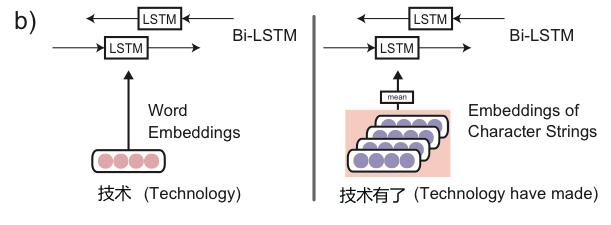 b)
LSTM
LSTM
Bi-LSTM
Word
Embeddings
技术 (Technology)
LSTM
LSTM
Bi-LSTM
mean
Embeddings of
Character Strings
技术有了 (Technology have made)